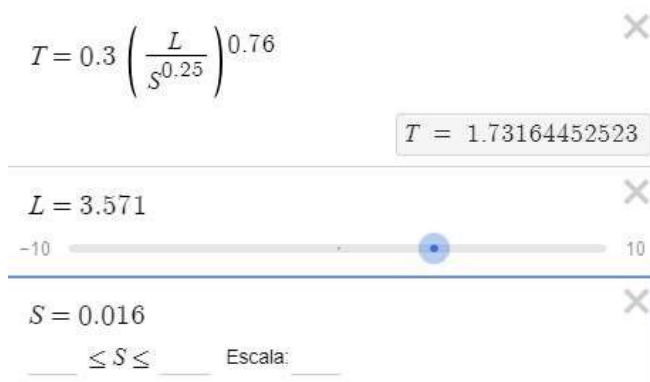 T = 0.3 ( L / S^0.25 )^0.76
T = 1.73164452523
L = 3.571
-10 10
S = 0.016
≤ S ≤ Escala: